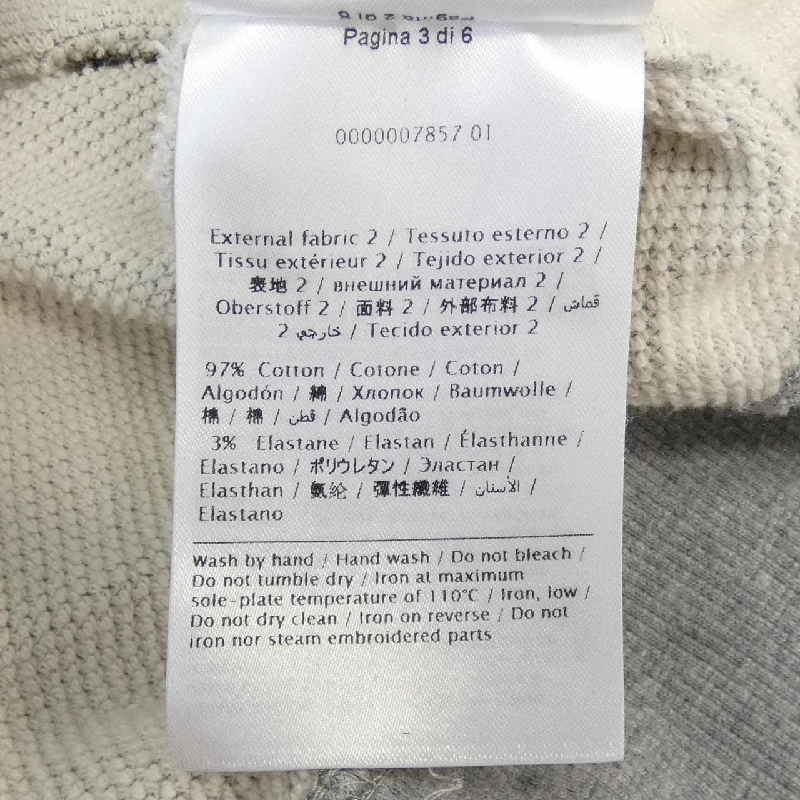 Pagina 3 di 6
0000007857 01
External fabric 2 / Tessuto esterno 2 /
Tissu extérieur 2 / Tejido exterior 2 /
表地 2 / внешний материал 2 /
Oberstoff 2 / 面料 2 / 外部布料 2 / قماش
خارجي 2 / Tecido exterior 2
97% Cotton / Cotone / Coton /
Algodón / 綿 / Хлопок / Baumwolle /
棉 / 棉 / قطن / Algodão
3% Elastane / Elastan / Élasthanne /
Elastano / ポリウレタン / Эластан /
Elasthan / 氨纶 / 彈性纖維 / الأسنان /
Elastano
Wash by hand / Hand wash / Do not bleach /
Do not tumble dry / Iron at maximum
sole-plate temperature of 110°C / Iron, low /
Do not dry clean / Iron on reverse / Do not
iron nor steam embroidered parts